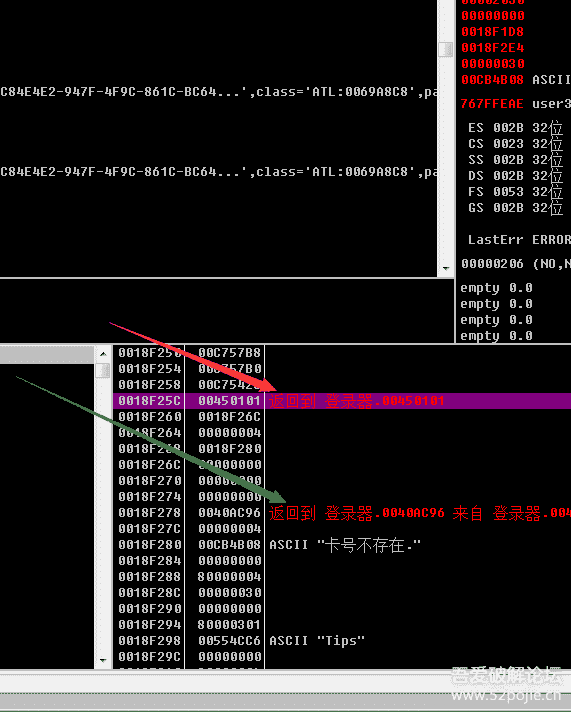 00000000
0018F1D8
0018F2E4
00000030
00CB4B08 ASCII
C84E4E2-947F-4F9C-861C-BC64...',class='ATL:0069A8C8',pa
767FFEAE user3
ES 002B 32位
CS 0023 32位
SS 002B 32位
C84E4E2-947F-4F9C-861C-BC64...',class='ATL:0069A8C8',pa
DS 002B 32位
FS 0053 32位
GS 002B 32位
LastErr ERROR
00000206 (NO,N
empty 0.0
empty 0.0
empty 0.0
empty 0.0
0018F250 00C757B8
0018F254 00C757B0
0018F258
0018F25C 00450101 返回到 登录器.00450101
0018F260 0018F26C
0018F264 00000004
0018F268 0018F280
0018F26C 00000000
0018F270 00000000
0018F274 00000000
0018F278 0040AC96 返回到 登录器.0040AC96 来自 登录器.004
0018F27C 00000004
0018F280 00CB4B08 ASCII "卡号不存在."
0018F284 00000000
0018F288 80000004
0018F28C 00000030
0018F290 00000000
0018F294 80000301
0018F298 00554CC6 ASCII "Tips"
0018F29C 00000000
吾爱破解论坛
www.52pojie.cn